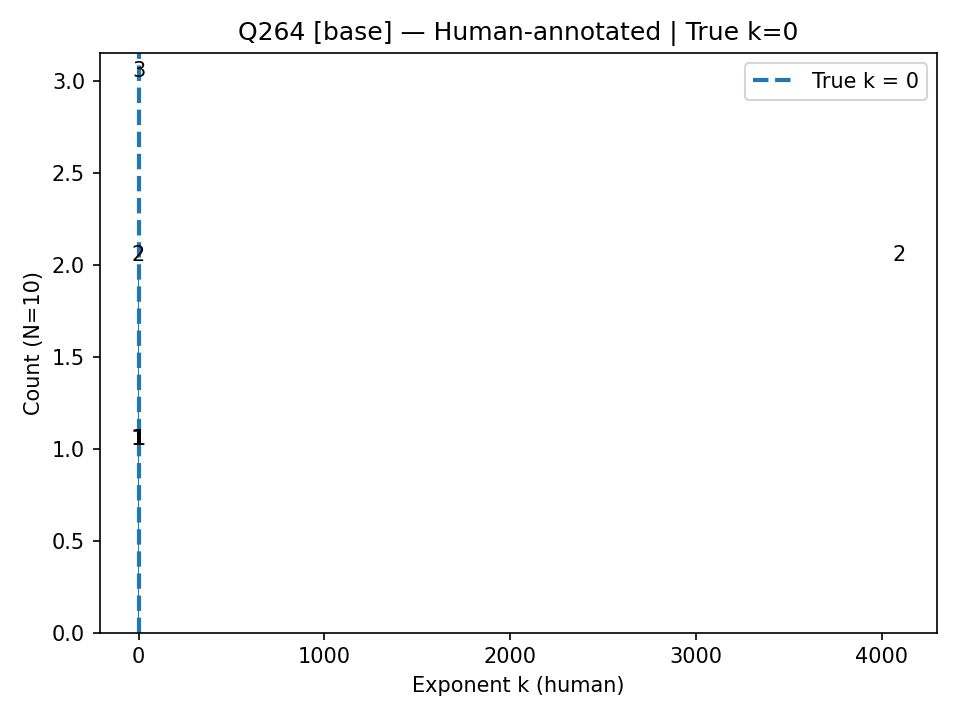 Q264 [base] — Human-annotated | True k=0
True k = 0
3
2
2
1
3.0
2.5
2.0
1.5
1.0
0.5
0.0
Count (N=10)
0 1000 2000 3000 4000
Exponent k (human)